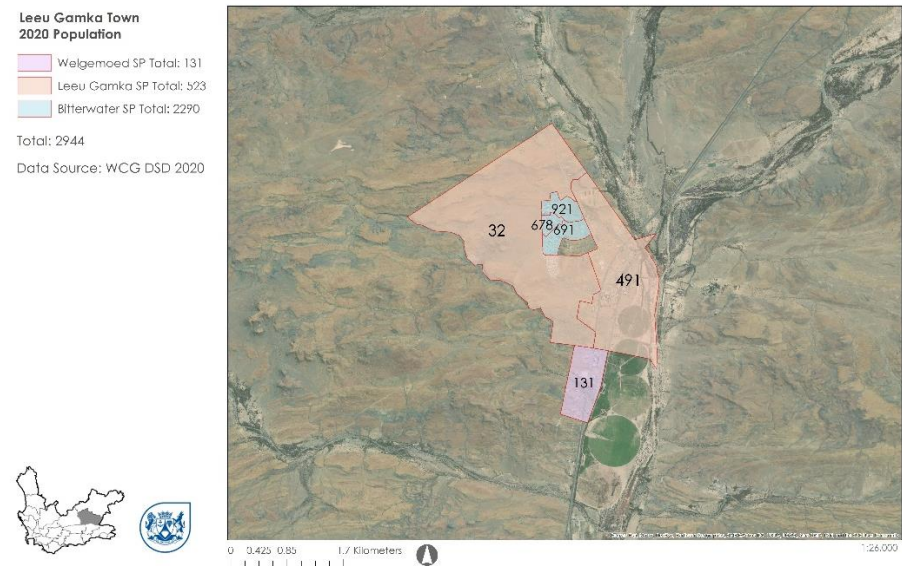 Leeu Gamka Town
2020 Population
Welgemoed SP Total: 131
Leeu Gamka SP Total: 523
Bitterwater SP Total: 2290
Total: 2944
Data Source: WCG DSD 2020
921
678
691
32
491
131
0 0.425 0.85 1.7 Kilometers
1:26,000